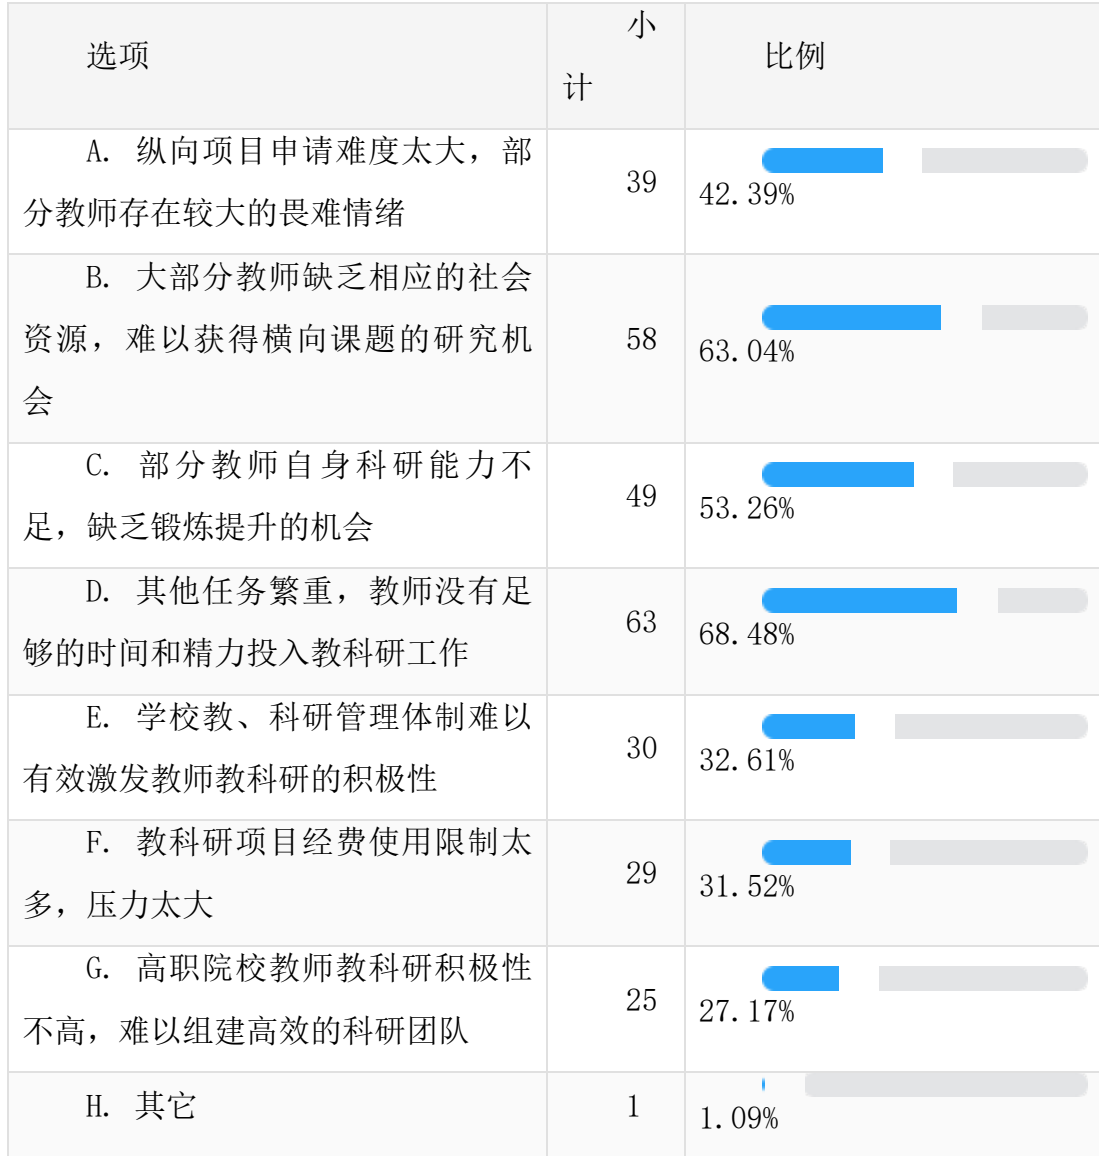 选项
小
计
比例
A. 纵向项目申请难度太大，部
分教师存在较大的畏难情绪
39
42.39%
B. 大部分教师缺乏相应的社会
资源，难以获得横向课题的研究机
会
58
63.04%
C. 部分教师自身科研能力不
足，缺乏锻炼提升的机会
49
53.26%
D. 其他任务繁重，教师没有足
够的时间和精力投入教科研工作
63
68.48%
E. 学校教、科研管理体制难以
有效激发教师教科研的积极性
30
32.61%
F. 教科研项目经费使用限制太
多，压力太大
29
31.52%
G. 高职院校教师教科研积极性
不高，难以组建高效的科研团队
25
27.17%
H. 其它
1
1.09%